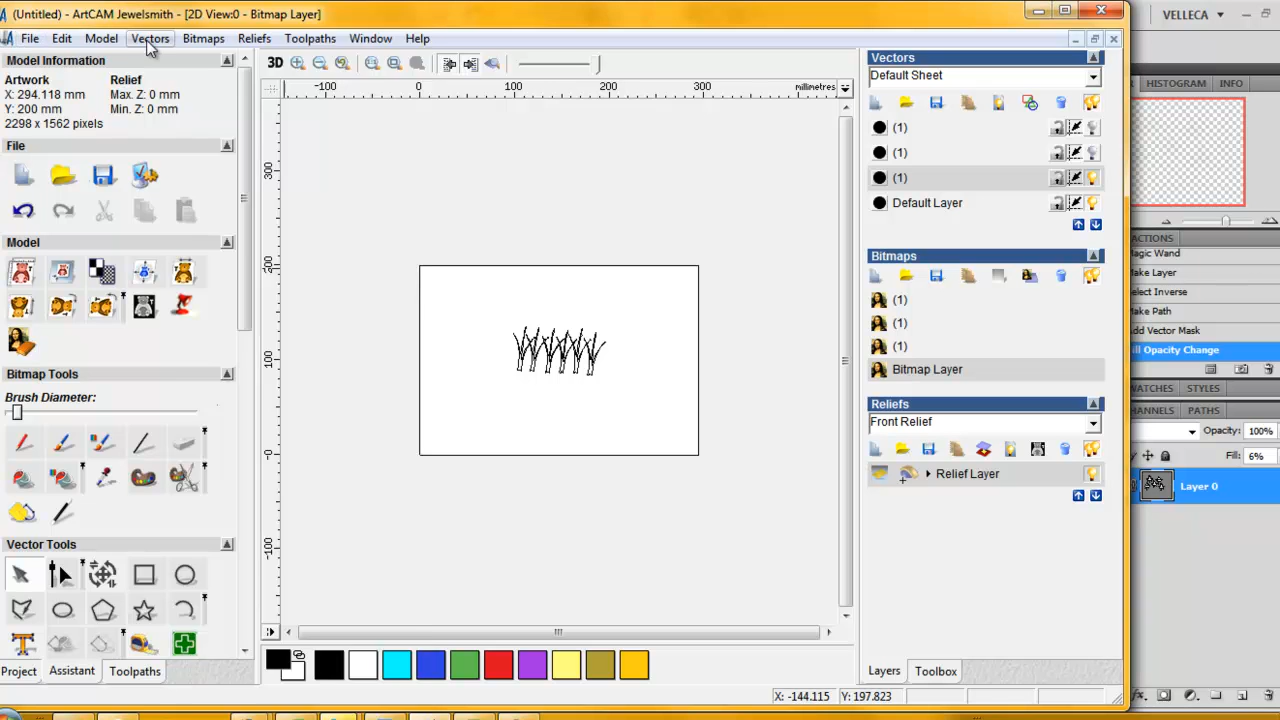 (Untitled) - ArtCAM Jewelsmith - [2D View:0 - Bitmap Layer]
VELLECA
File Edit Model Vectors Bitmaps Reliefs Toolpaths Window Help
Model Information
Artwork Relief
X: 294.118 mm Max. Z: 0 mm
Y: 200 mm Min. Z: 0 mm
2298 x 1562 pixels
File
Model
Bitmap Tools
Brush Diameter:
Vector Tools
Project Assistant Toolpaths
3D
-100 0 100 200 300 millimetres
300
200
100
0
-100
Vectors
Default Sheet
(1)
(1)
(1)
Default Layer
Bitmaps
(1)
(1)
(1)
Bitmap Layer
Reliefs
Front Relief
Relief Layer
Layers Toolbox
X: -144.115 Y: 197.823
HISTOGRAM INFO
ACTIONS
Magic Wand
ake Layer
elect Inverse
ake Path
dd Vector Mask
ill Opacity Change
WATCHES STYLES
HANNELS PATHS
Opacity: 100%
Fill: 6%
Layer 0